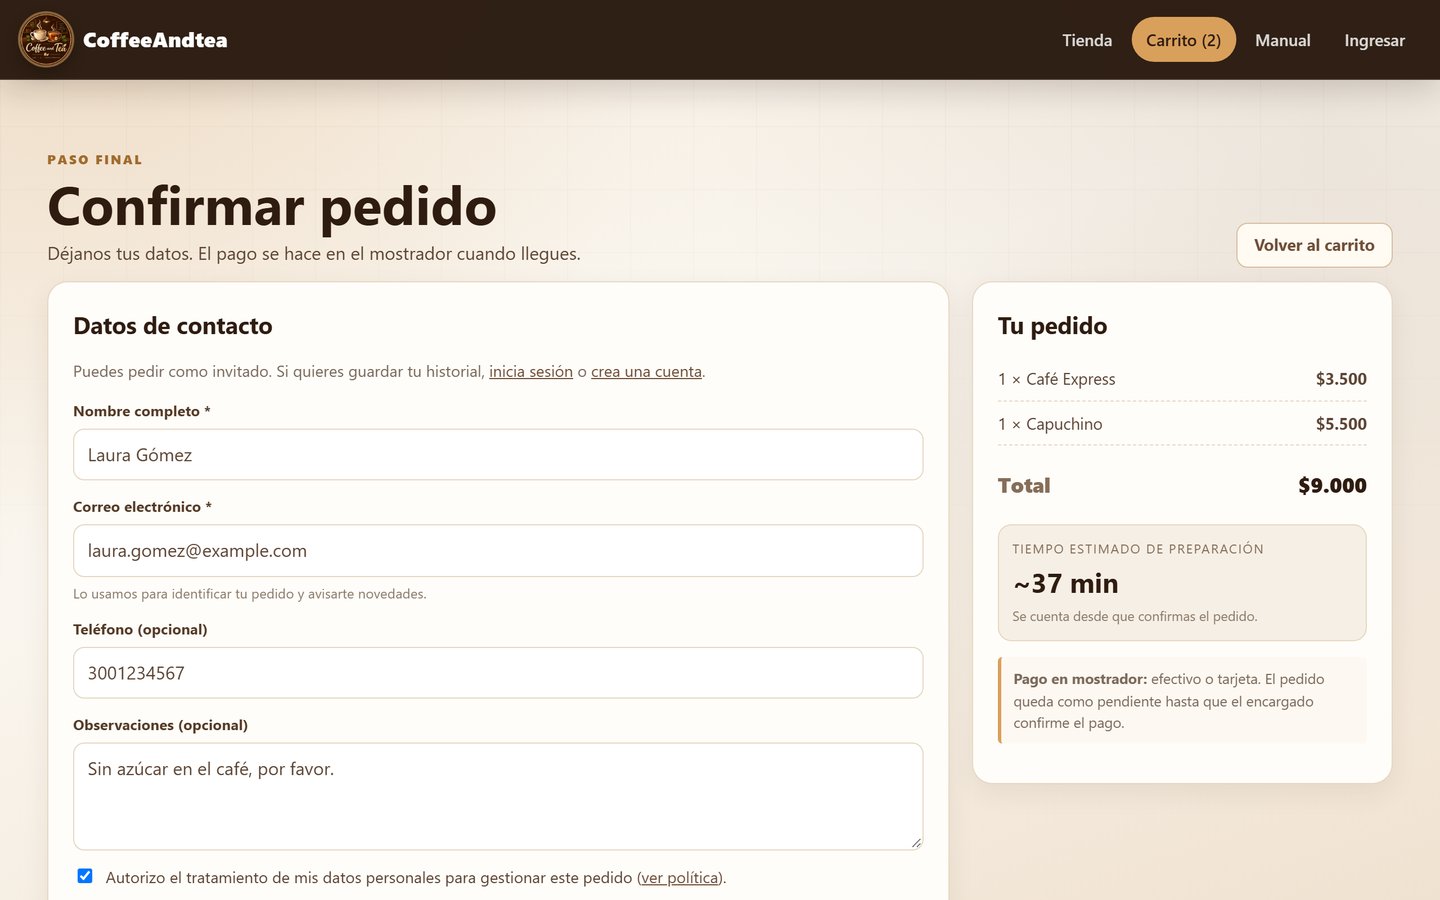 Coffee and Tea
CoffeeAndtea
Tienda
Carrito (2)
Manual
Ingresar
PASO FINAL
Confirmar pedido
Déjanos tus datos. El pago se hace en el mostrador cuando llegues.
Volver al carrito
Datos de contacto
Puedes pedir como invitado. Si quieres guardar tu historial, inicia sesión o crea una cuenta.
Nombre completo *
Laura Gómez
Correo electrónico *
laura.gomez@example.com
Lo usamos para identificar tu pedido y avisarte novedades.
Teléfono (opcional)
3001234567
Observaciones (opcional)
Sin azúcar en el café, por favor.
Autorizo el tratamiento de mis datos personales para gestionar este pedido (ver política).
Tu pedido
1 × Café Express $3.500
1 × Capuchino $5.500
Total $9.000
TIEMPO ESTIMADO DE PREPARACIÓN
~37 min
Se cuenta desde que confirmas el pedido.
Pago en mostrador: efectivo o tarjeta. El pedido
queda como pendiente hasta que el encargado
confirme el pago.